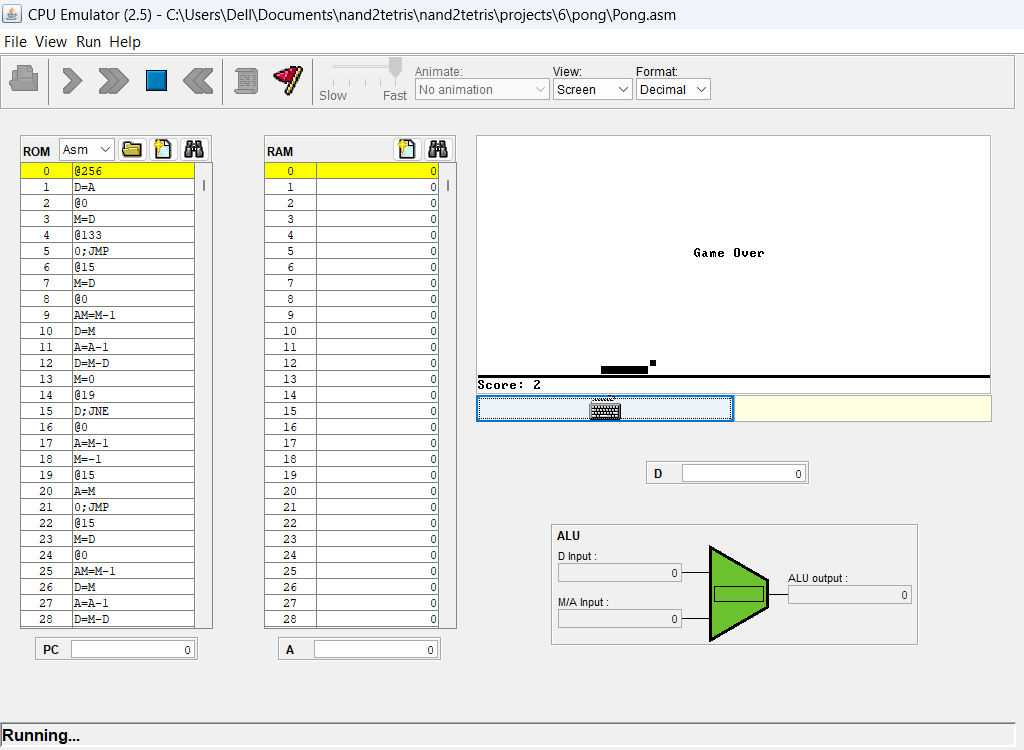 CPU Emulator (2.5) - C:\Users\Dell\Documents\nand2tetris\nand2tetris\projects\6\pong\Pong.asm
File View Run Help
Slow Fast
Animate:
No animation
View:
Screen
Format:
Decimal
ROM Asm
0 @256
1 D=A
2 @0
3 M=D
4 @133
5 0;JMP
6 @15
7 M=D
8 @0
9 AM=M-1
10 D=M
11 A=A-1
12 D=M-D
13 M=0
14 @19
15 D;JNE
16 @0
17 A=M-1
18 M=-1
19 @15
20 A=M
21 0;JMP
22 @15
23 M=D
24 @0
25 AM=M-1
26 D=M
27 A=A-1
28 D=M-D
PC 0
RAM
0 0
1 0
2 0
3 0
4 0
5 0
6 0
7 0
8 0
9 0
10 0
11 0
12 0
13 0
14 0
15 0
16 0
17 0
18 0
19 0
20 0
21 0
22 0
23 0
24 0
25 0
26 0
27 0
28 0
A 0
Game Over
Score: 2
D 0
ALU
D Input :
0
M/A Input :
0
ALU output :
0
Running...